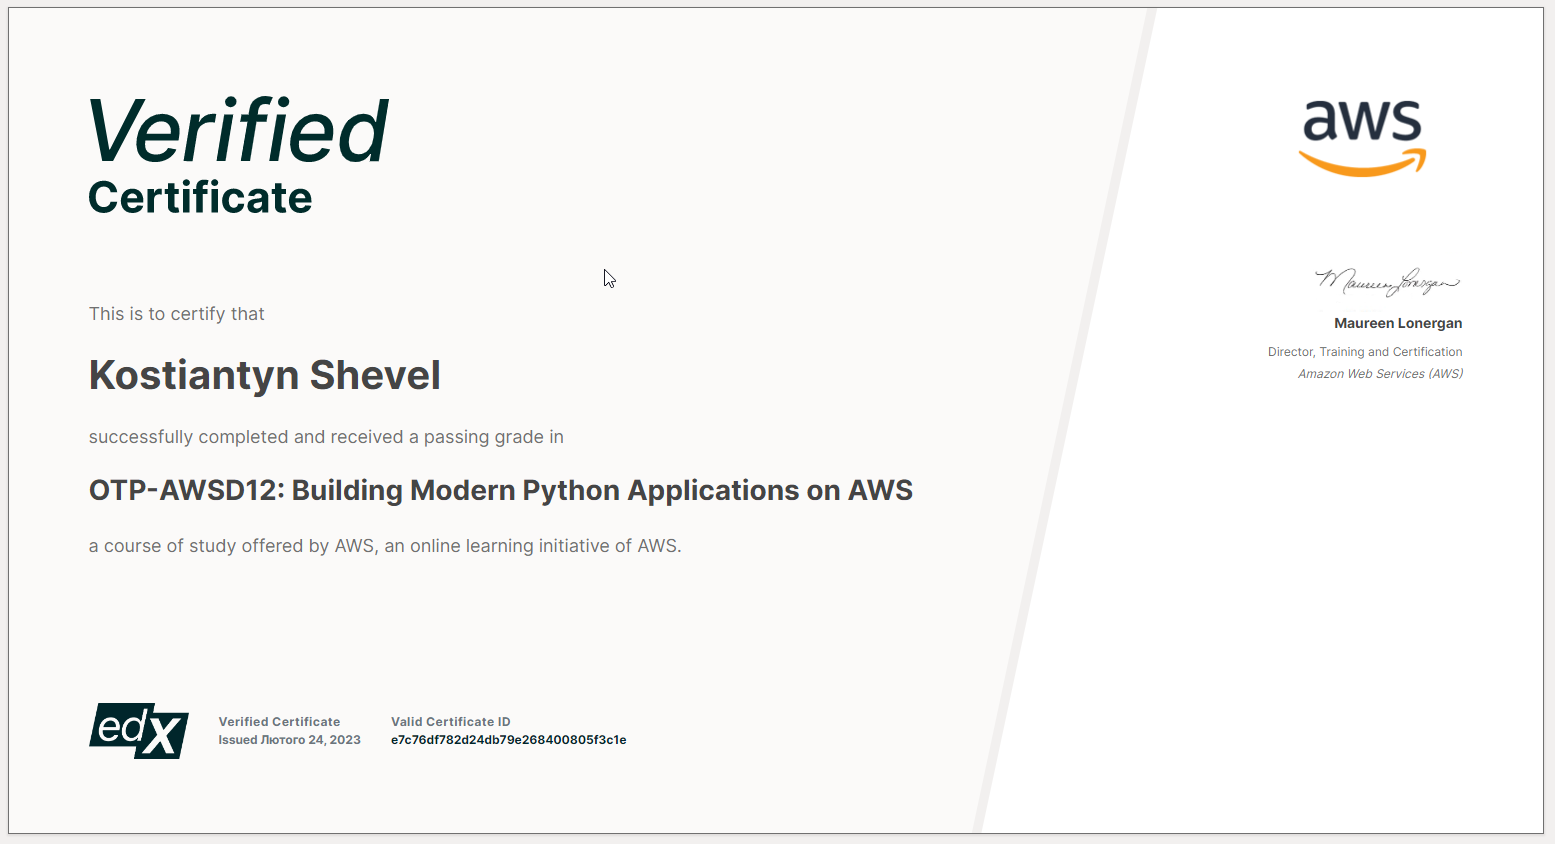 Verified
Certificate
This is to certify that
Kostiantyn Shevel
successfully completed and received a passing grade in
OTP-AWSD12: Building Modern Python Applications on AWS
a course of study offered by AWS, an online learning initiative of AWS.
edX
Verified Certificate
Issued Лютого 24, 2023
Valid Certificate ID
e7c76df782d24db79e268400805f3c1e
aws
Maureen Lonergan
Maureen Lonergan
Director, Training and Certification
Amazon Web Services (AWS)